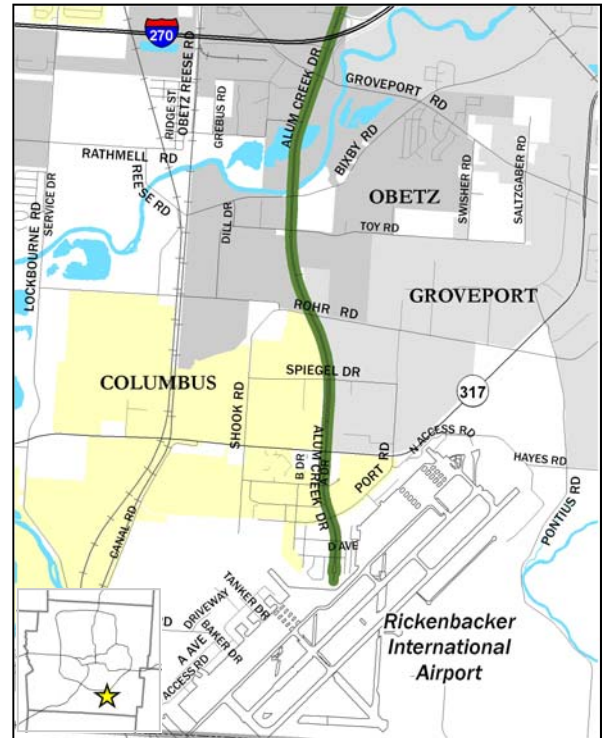 270
OBETZ REESE RD
RIDGE ST
GREBUS RD
ALUM CREEK DR
GROVEPORT RD
BIXBY RD
RATHMELL RD
REESE RD
OBETZ
SWISHER RD
SALTZGABER RD
LOCKBOURNE RD
SERVICE DR
DILL DR
TOY RD
GROVEPORT
ROHR RD
COLUMBUS
SPIEGEL DR
SHOOK RD
317
N ACCESS RD
HAYES RD
B DR
ALUM CREEK DR
PORT RD
PONTIUS RD
CANAL RD
D AVE
TANKER DR
DRIVEWAY
BAKER DR
A AVE
ACCESS RD
RD
Rickenbacker
International
Airport